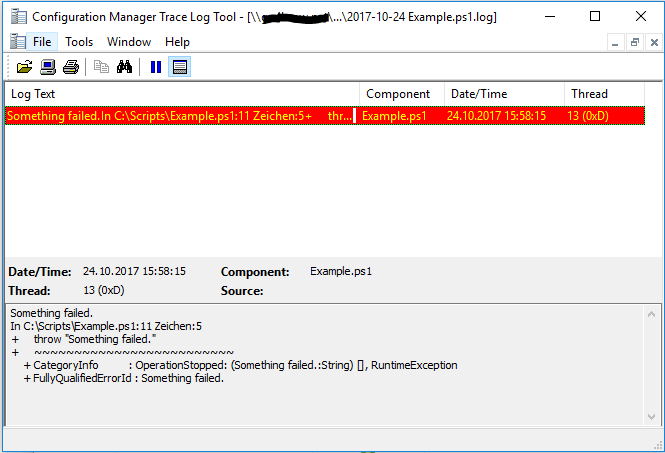 Configuration Manager Trace Log Tool - [\\ \...\2017-10-24 Example.ps1.log]
File Tools Window Help
Log Text Component Date/Time Thread
Something failed.In C:\Scripts\Example.ps1:11 Zeichen:5+ thr... Example.ps1 24.10.2017 15:58:15 13 (0xD)
Date/Time: 24.10.2017 15:58:15 Component: Example.ps1
Thread: 13 (0xD) Source:
Something failed.
In C:\Scripts\Example.ps1:11 Zeichen:5
+ throw "Something failed."
+ ~~~~~~~~~~~~~~~~~~~~~~~~~
+ CategoryInfo : OperationStopped: (Something failed.:String) [], RuntimeException
+ FullyQualifiedErrorId : Something failed.